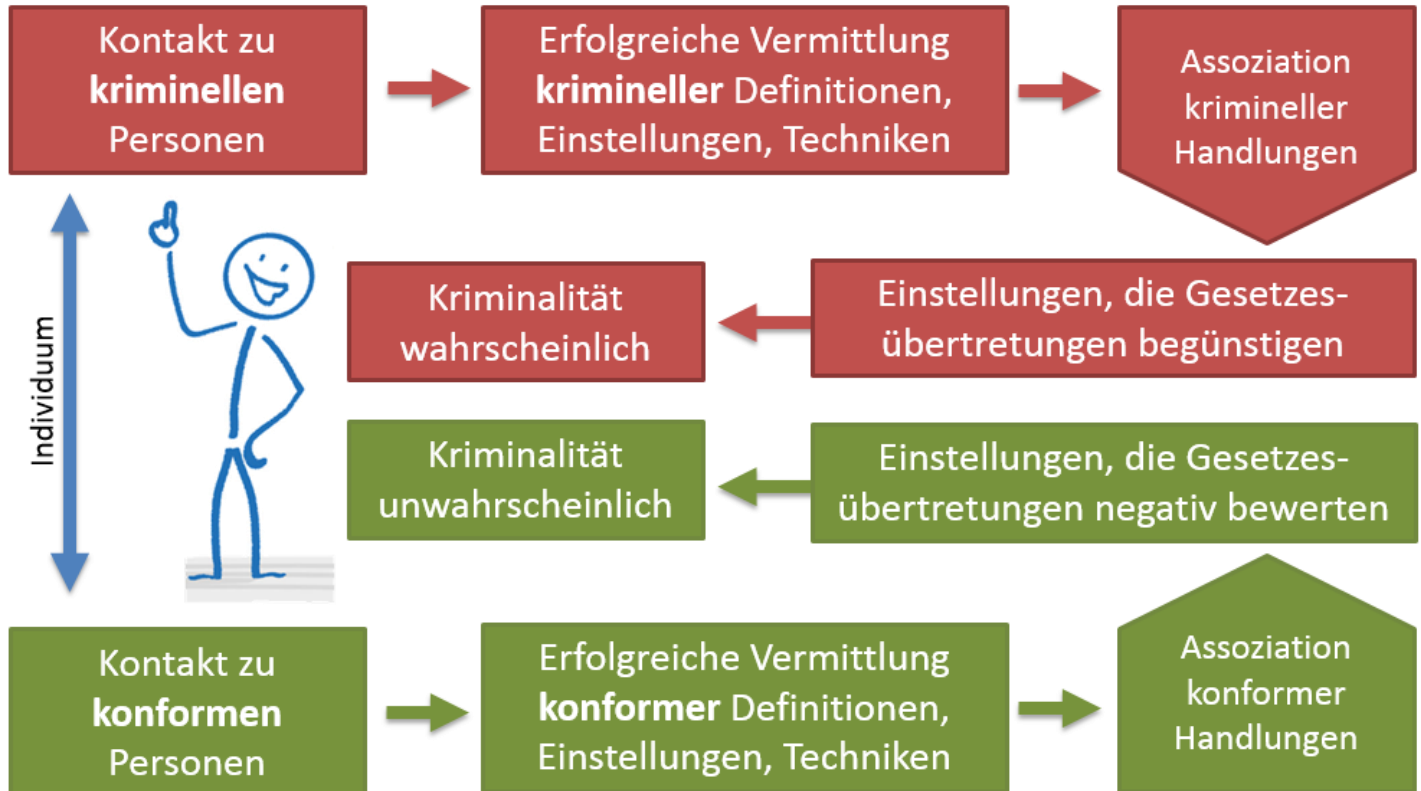 Kontakt zu
kriminellen
Personen
Erfolgreiche Vermittlung
krimineller Definitionen,
Einstellungen, Techniken
Assoziation
krimineller
Handlungen
Individuum
Kriminalität
wahrscheinlich
Einstellungen, die Gesetzes-
übertretungen begünstigen
Kriminalität
unwahrscheinlich
Einstellungen, die Gesetzes-
übertretungen negativ bewerten
Kontakt zu
konformen
Personen
Erfolgreiche Vermittlung
konformer Definitionen,
Einstellungen, Techniken
Assoziation
konformer
Handlungen